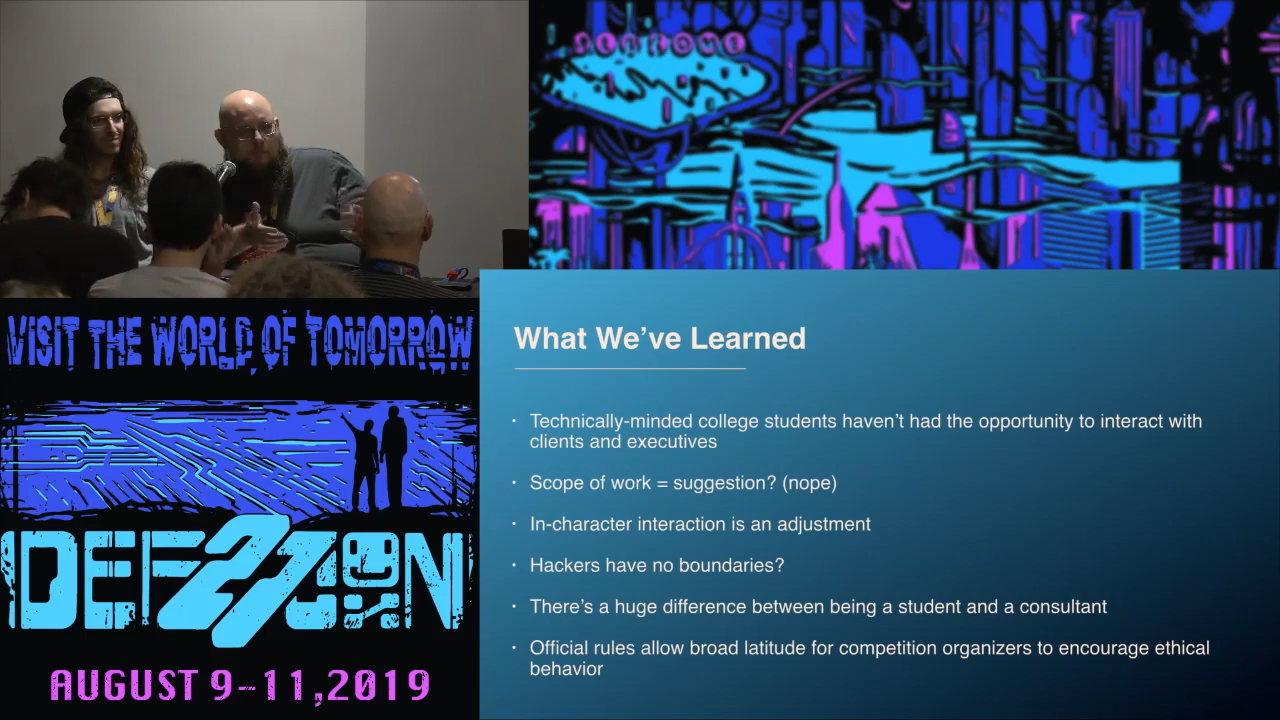 WELCOME
VISIT THE WORLD OF TOMORROW
DEF CON
27
AUGUST 9-11,2019
What We've Learned
• Technically-minded college students haven't had the opportunity to interact with
clients and executives
• Scope of work = suggestion? (nope)
• In-character interaction is an adjustment
• Hackers have no boundaries?
• There's a huge difference between being a student and a consultant
• Official rules allow broad latitude for competition organizers to encourage ethical
behavior